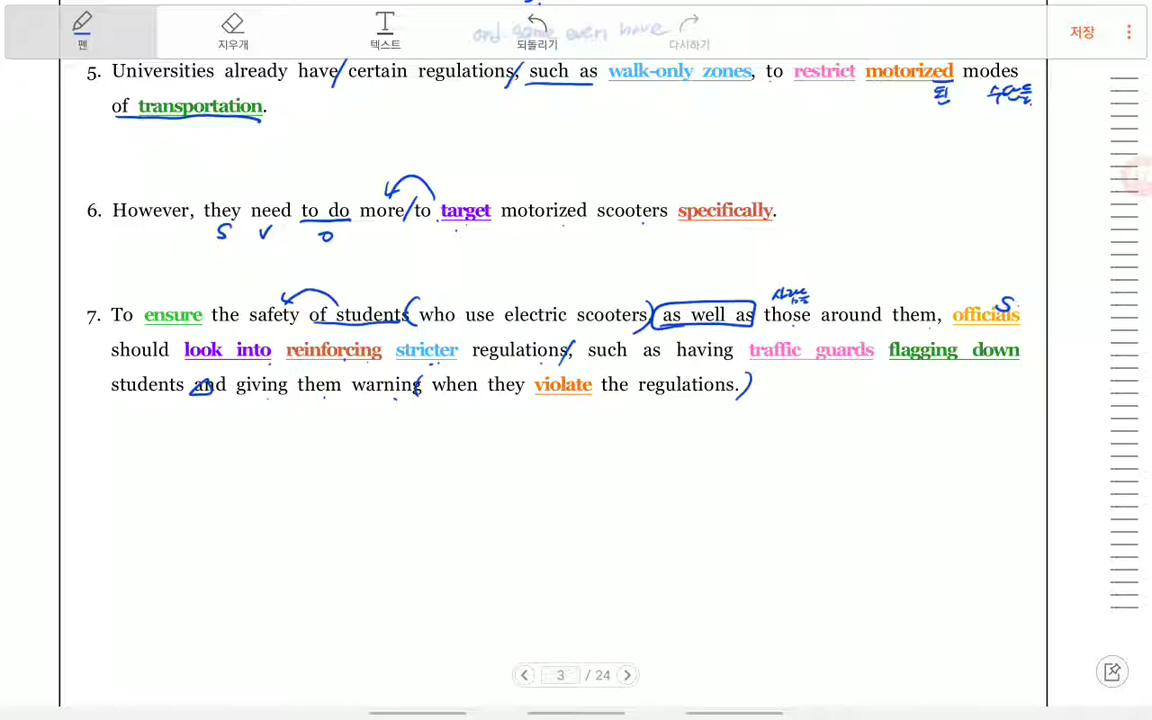 and some even have
펜
지우개
텍스트
되돌리기
다시하기
저장
5. Universities already have certain regulations, such as walk-only zones, to restrict motorized modes
된 수단들
of transportation.
6. However, they need to do more to target motorized scooters specifically.
S V O
사람들
7. To ensure the safety of students who use electric scooters as well as those around them, officials
S
should look into reinforcing stricter regulations, such as having traffic guards flagging down
students and giving them warning when they violate the regulations.
3 / 24